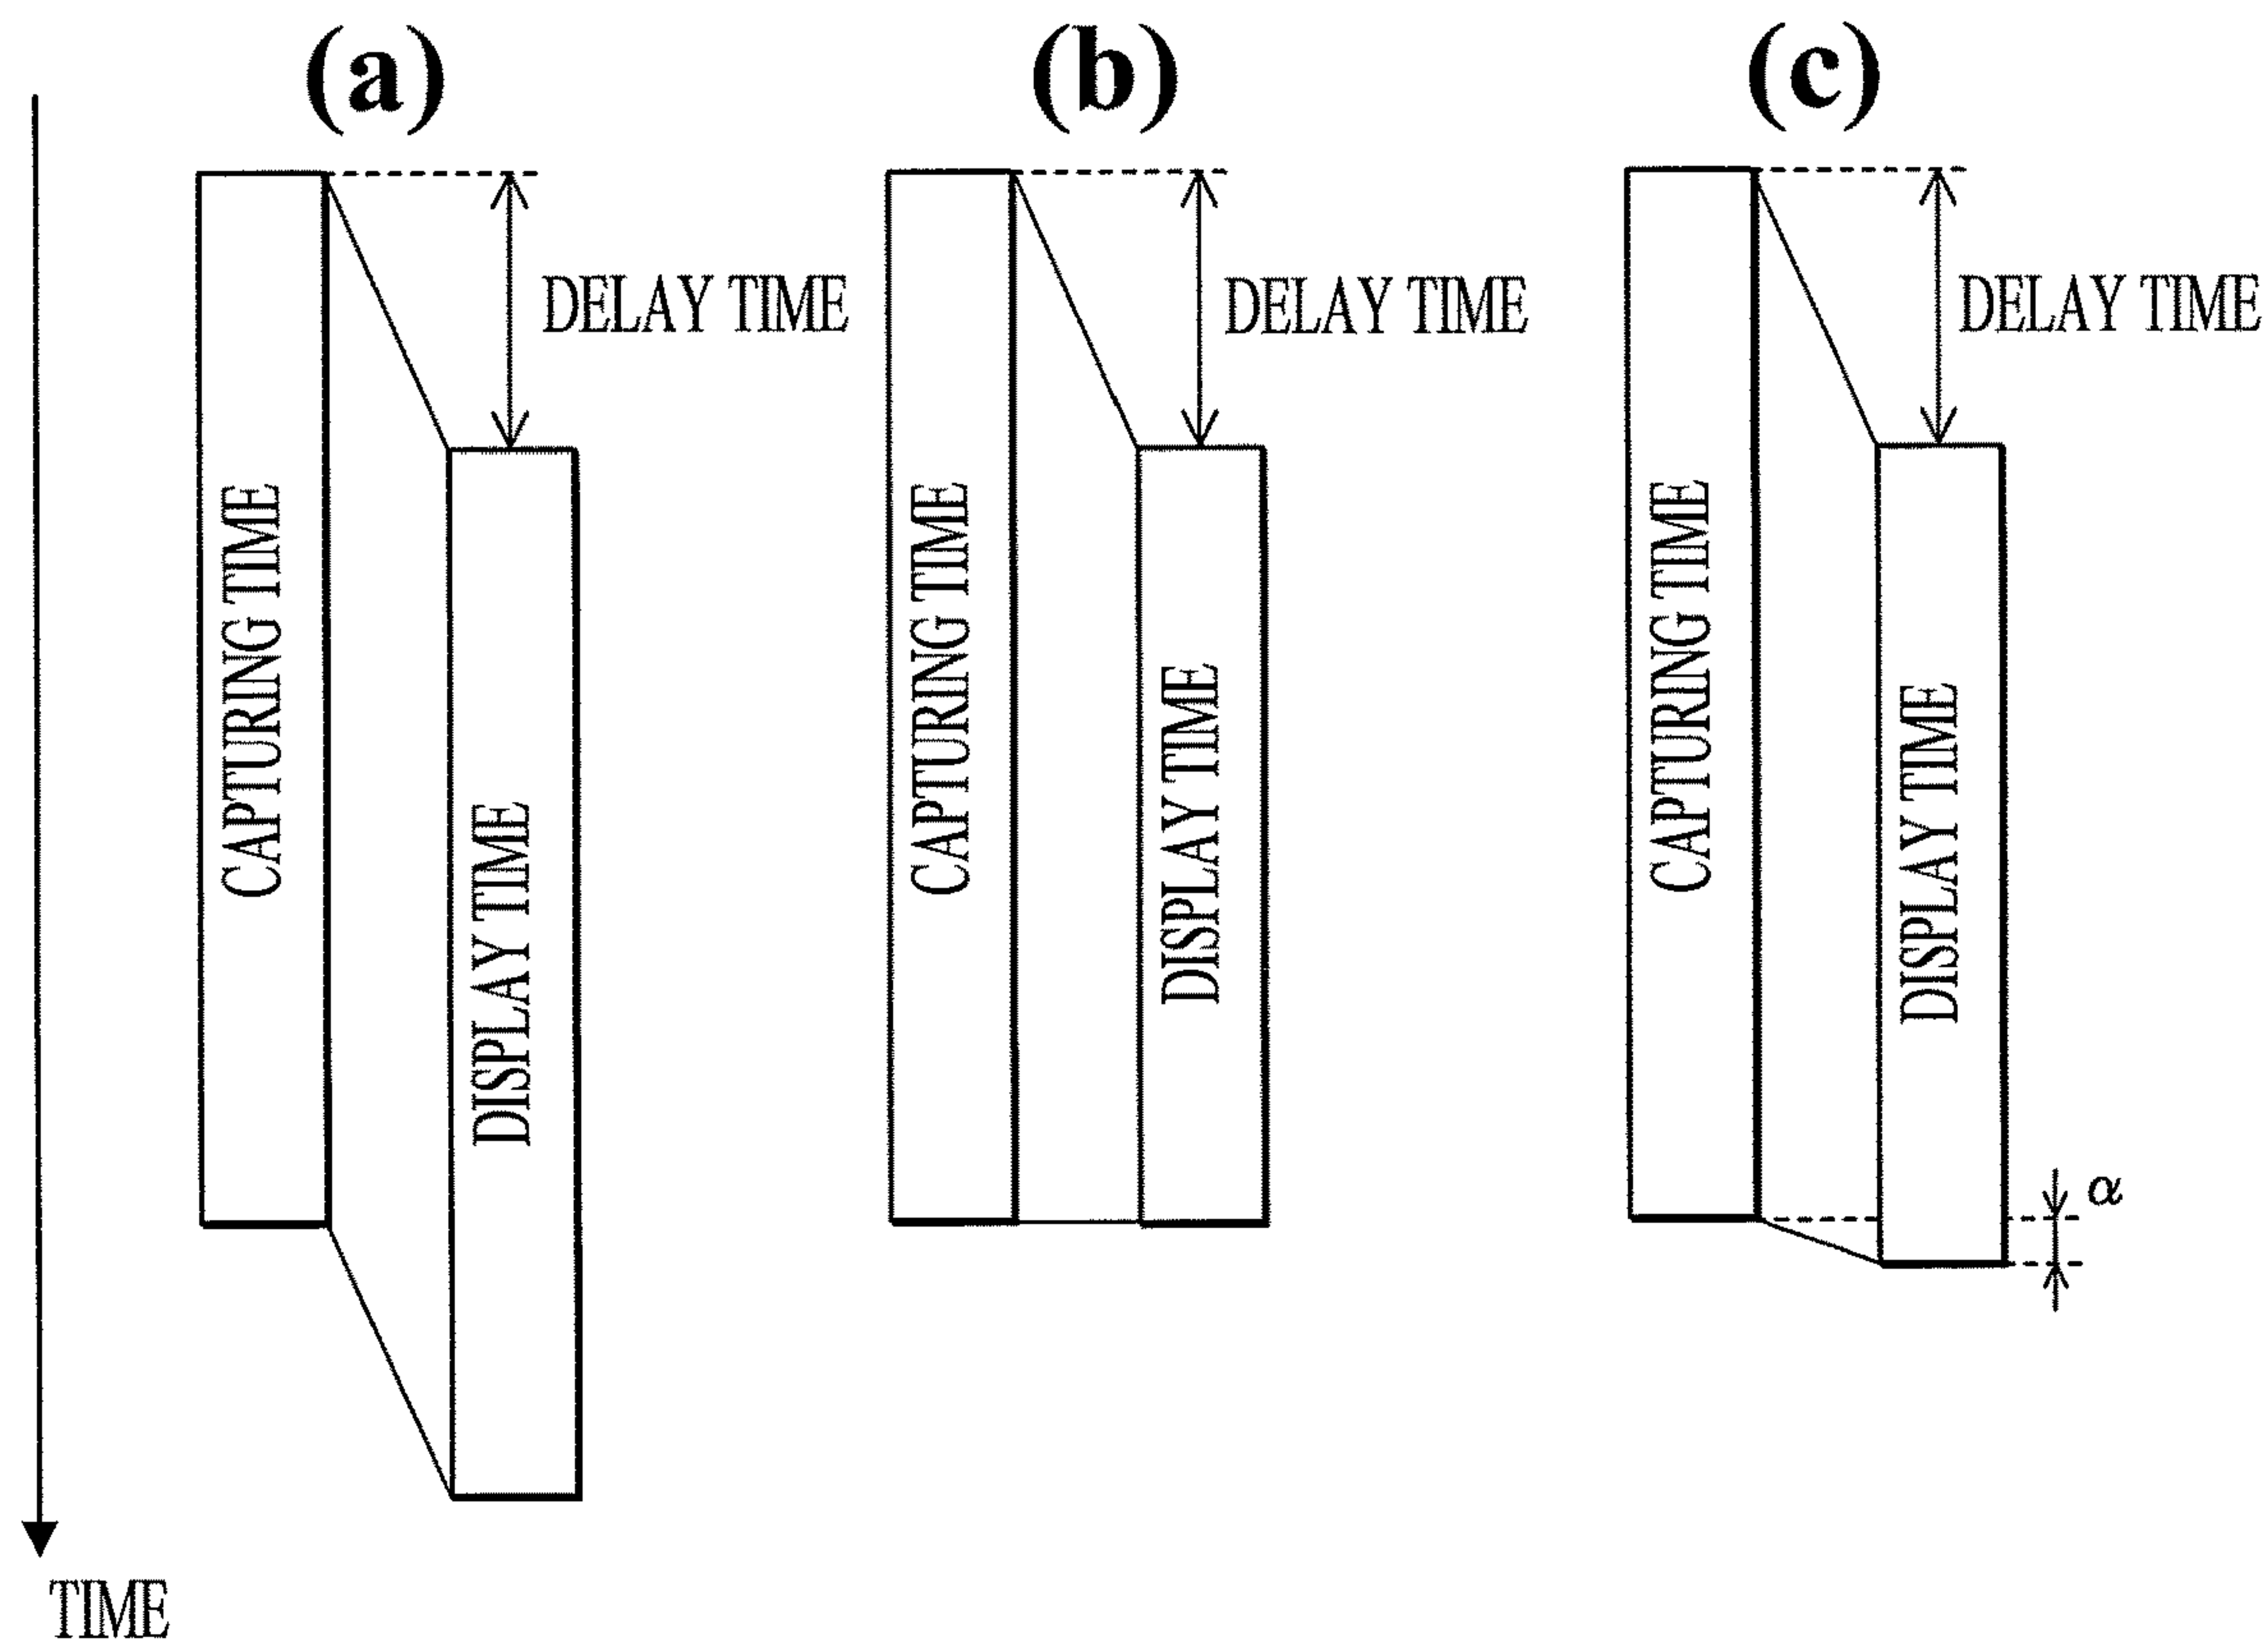 (a)
DELAY TIME
CAPTURING TIME
DISPLAY TIME
(b)
DELAY TIME
CAPTURING TIME
DISPLAY TIME
(c)
DELAY TIME
CAPTURING TIME
DISPLAY TIME
α
TIME